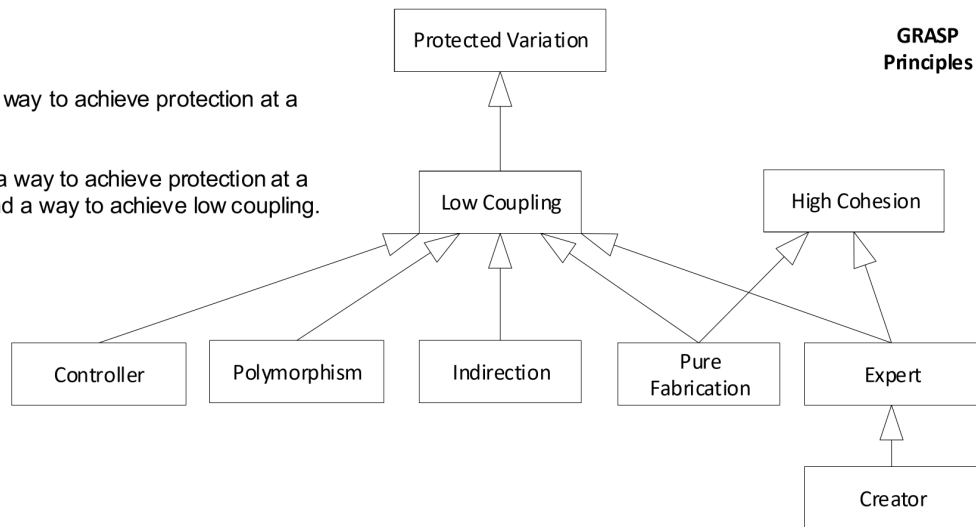 Protected Variation
GRASP
Principles
way to achieve protection at a
a way to achieve protection at a
d a way to achieve low coupling.
Low Coupling
High Cohesion
Controller
Polymorphism
Indirection
Pure
Fabrication
Expert
Creator